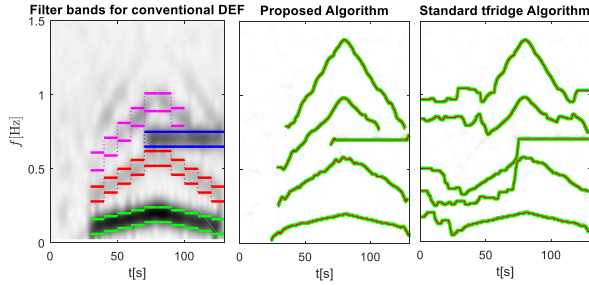 Filter bands for conventional DEF
Proposed Algorithm
Standard tfridge Algorithm
1.5
1
0.5
0
f [Hz]
50
100
t[s]
0
50
100
t[s]
0
50
100
t[s]